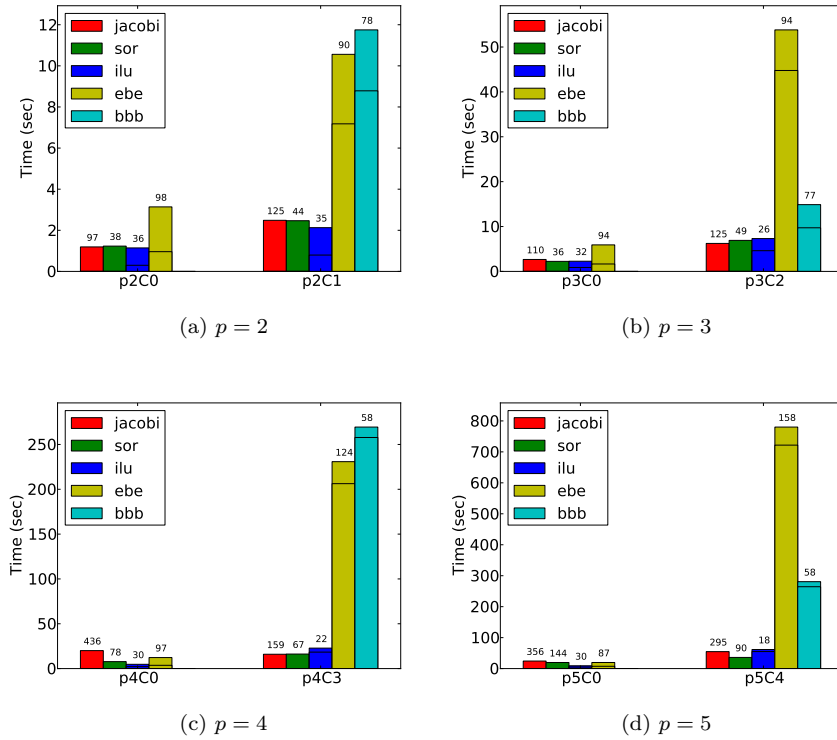 12
10
8
6
4
2
0
Time (sec)
jacobi
sor
ilu
ebe
bbb
97 38 36 98
125 44 35 90 78
p2C0 p2C1
(a) p = 2
50
40
30
20
10
0
Time (sec)
jacobi
sor
ilu
ebe
bbb
110 36 32 94
125 49 26 94 77
p3C0 p3C2
(b) p = 3
250
200
150
100
50
0
Time (sec)
jacobi
sor
ilu
ebe
bbb
436 78 30 97
159 67 22 124 58
p4C0 p4C3
(c) p = 4
800
700
600
500
400
300
200
100
0
Time (sec)
jacobi
sor
ilu
ebe
bbb
356 144 30 87
295 90 18 158 58
p5C0 p5C4
(d) p = 5